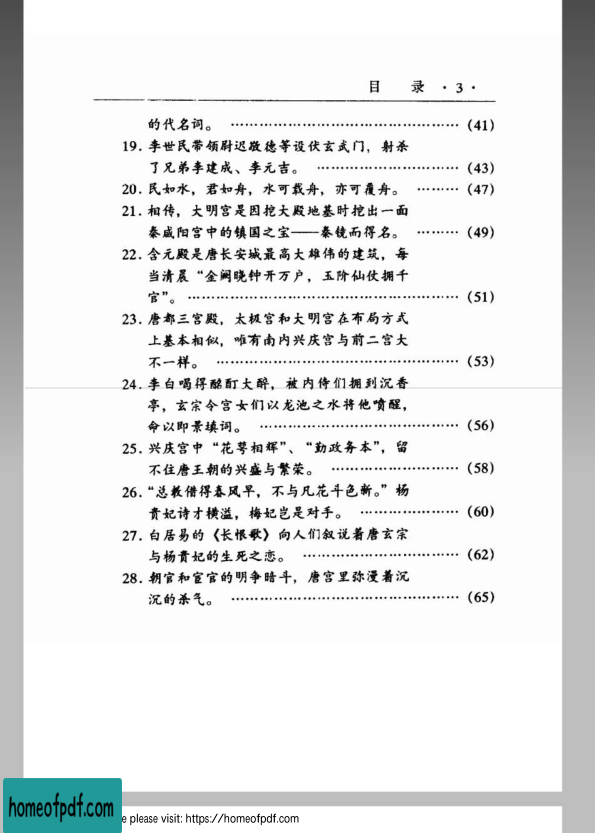 目 录 ·3·
的代名词。 ……………………………………… (41)
19. 李世民带领尉迟敬德等设伏玄武门，射杀
了兄弟李建成、李元吉。 ……………………… (43)
20. 民如水，君如舟，水可载舟，亦可覆舟。 ……… (47)
21. 相传，大明宫是因挖大殿地基时挖出一面
秦咸阳宫中的镇国之宝——秦镜而得名。 ……… (49)
22. 含元殿是唐长安城最高大雄伟的建筑，每
当清晨“金阙晓钟开万户，玉阶仙仗拥千
官”。 ……………………………………………… (51)
23. 唐都三宫殿，太极宫和大明宫在布局方式
上基本相似，唯有南内兴庆宫与前二宫大
不一样。 ………………………………………… (53)
24. 李白喝得酩酊大醉，被内侍们拥到沉香
亭，玄宗令宫女们以龙池之水将他喷醒，
命以即景填词。 ………………………………… (56)
25. 兴庆宫中“花萼相辉”、“勤政务本”，留
不住唐王朝的兴盛与繁荣。 …………………… (58)
26. “总教借得春风早，不与凡花斗色新。”杨
贵妃诗才横溢，梅妃岂是对手。 ……………… (60)
27. 白居易的《长恨歌》向人们叙说着唐玄宗
与杨贵妃的生死之恋。 ………………………… (62)
28. 朝官和宦官的明争暗斗，唐宫里弥漫着沉
沉的杀气。 ……………………………………… (65)
homeofpdf.com
e please visit: https://homeofpdf.com